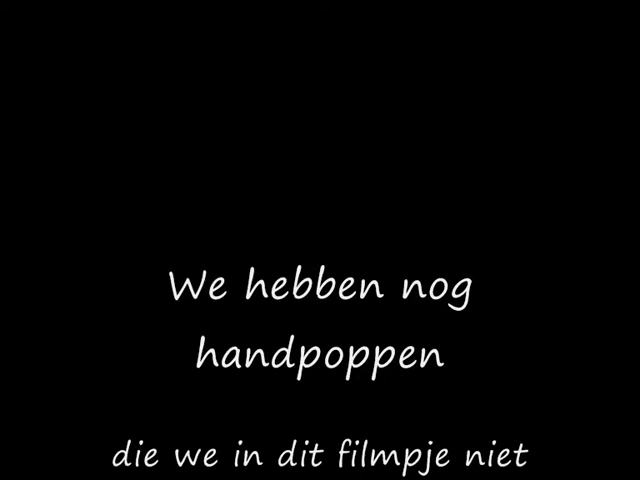 We hebben nog
handpoppen
die we in dit filmpje niet